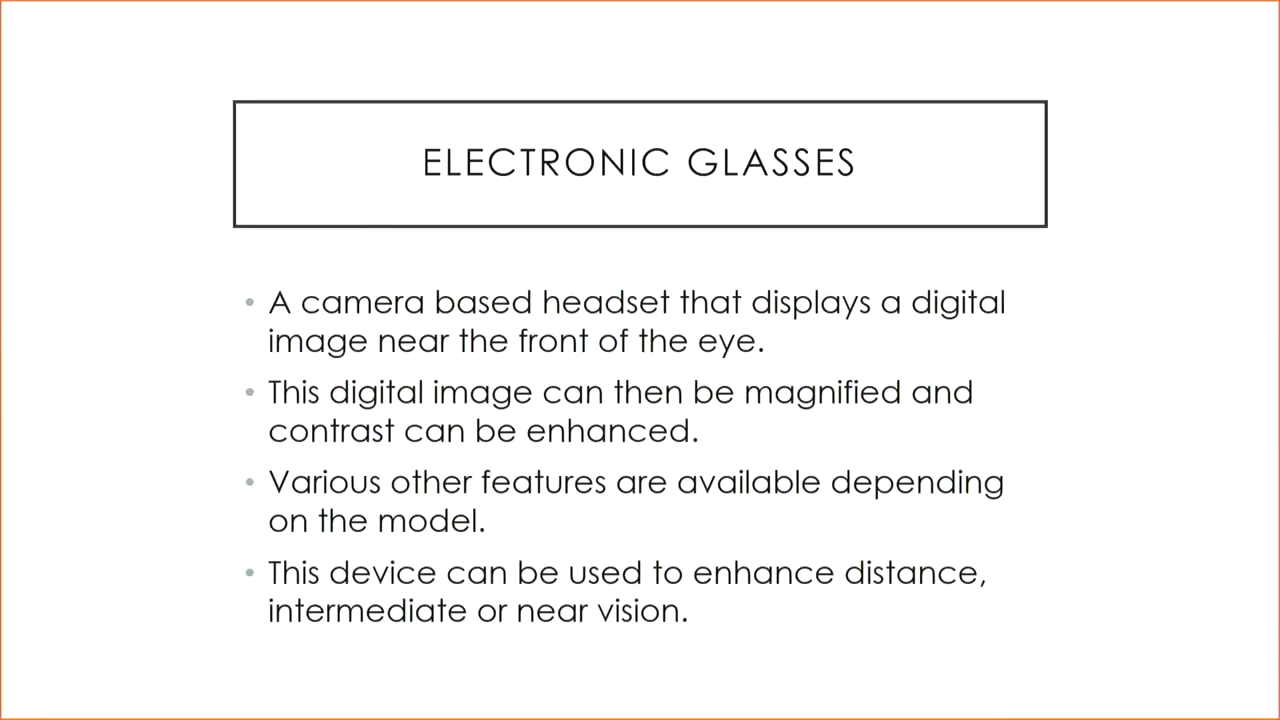 ELECTRONIC GLASSES
• A camera based headset that displays a digital
image near the front of the eye.
• This digital image can then be magnified and
contrast can be enhanced.
• Various other features are available depending
on the model.
• This device can be used to enhance distance,
intermediate or near vision.